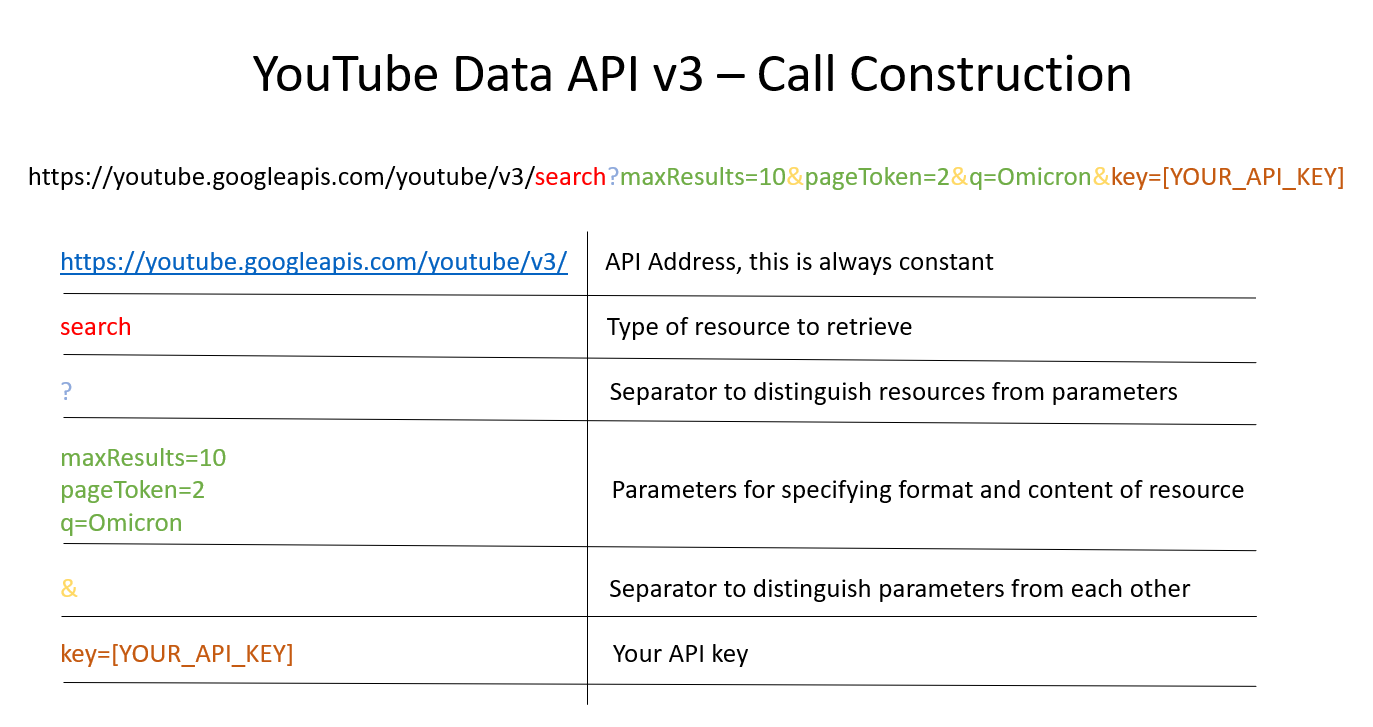 YouTube Data API v3 – Call Construction
https://youtube.googleapis.com/youtube/v3/search?maxResults=10&pageToken=2&q=Omicron&key=[YOUR_API_KEY]
https://youtube.googleapis.com/youtube/v3/ API Address, this is always constant
search Type of resource to retrieve
? Separator to distinguish resources from parameters
maxResults=10
pageToken=2 Parameters for specifying format and content of resource
q=Omicron
& Separator to distinguish parameters from each other
key=[YOUR_API_KEY] Your API key